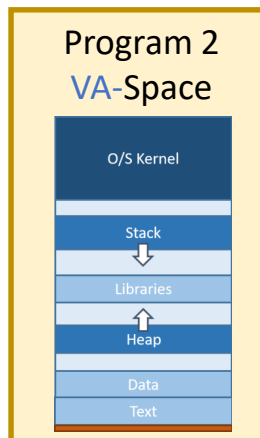 Program 2
VA-Space
O/S Kernel
Stack
Libraries
Heap
Data
Text